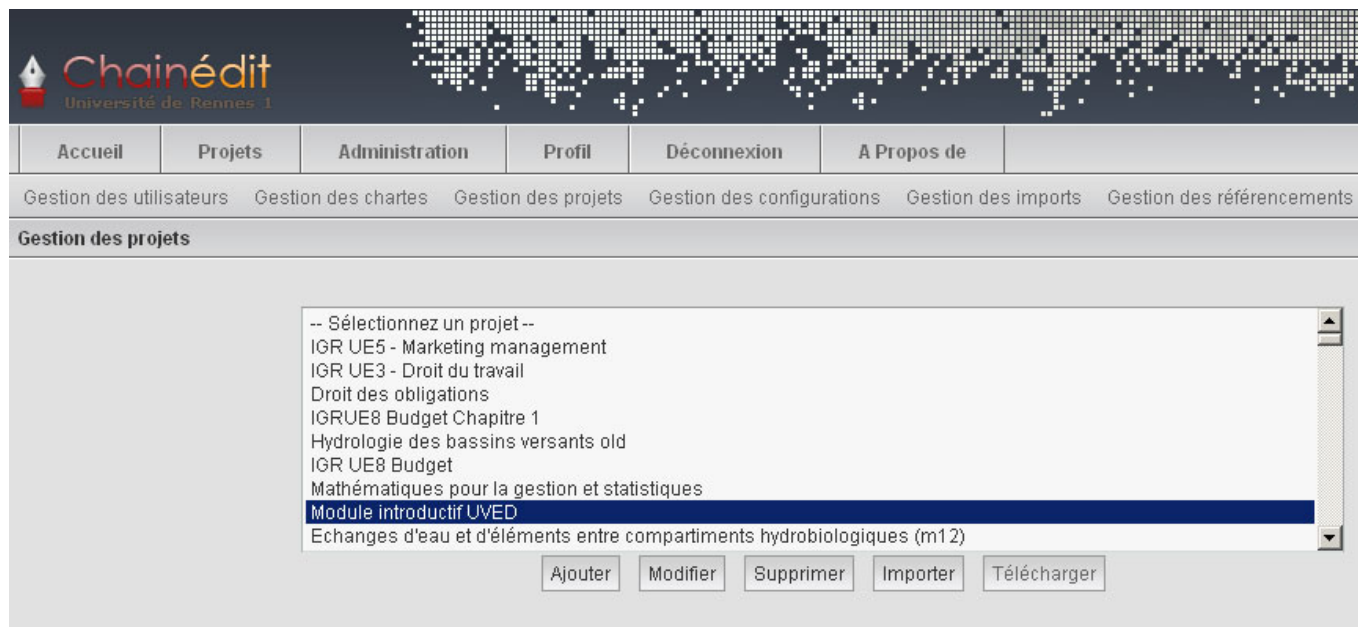 Chainédit
Université de Rennes 1
Accueil Projets Administration Profil Déconnexion A Propos de
Gestion des utilisateurs Gestion des chartes Gestion des projets Gestion des configurations Gestion des imports Gestion des référencements
Gestion des projets
-- Sélectionnez un projet --
IGR UE5 - Marketing management
IGR UE3 - Droit du travail
Droit des obligations
IGRUE8 Budget Chapitre 1
Hydrologie des bassins versants old
IGR UE8 Budget
Mathématiques pour la gestion et statistiques
Module introductif UVED
Echanges d'eau et d'éléments entre compartiments hydrobiologiques (m12)
Ajouter Modifier Supprimer Importer Télécharger